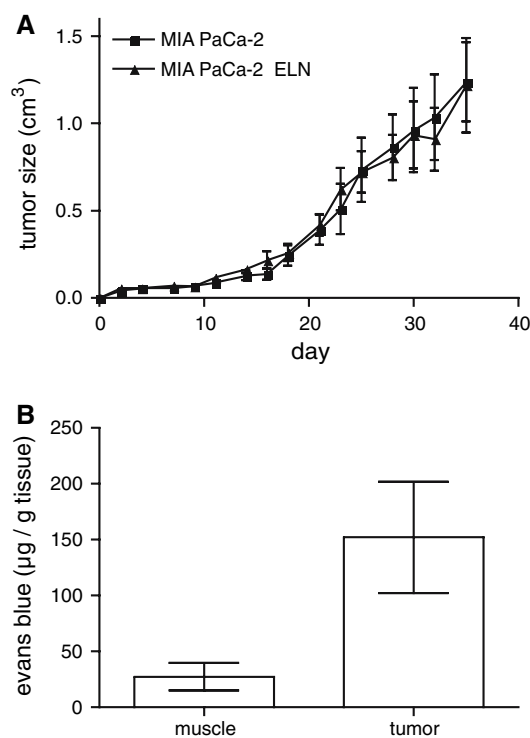 A
MIA PaCa-2
MIA PaCa-2 ELN
tumor size (cm³)
1.5
1.0
0.5
0.0
0
10
20
30
40
day
B
evans blue (µg / g tissue)
250
200
150
100
50
0
muscle
tumor